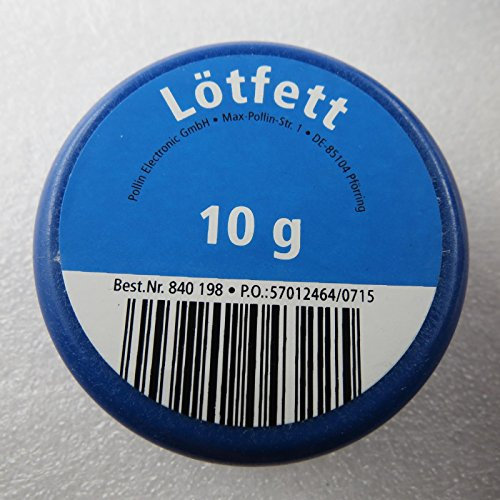 Lötfett
Pollin Electronic GmbH • Max-Pollin-Str. 1 • DE-85104 Pförring
10 g
Best.Nr. 840 198 • P.O.:57012464/0715